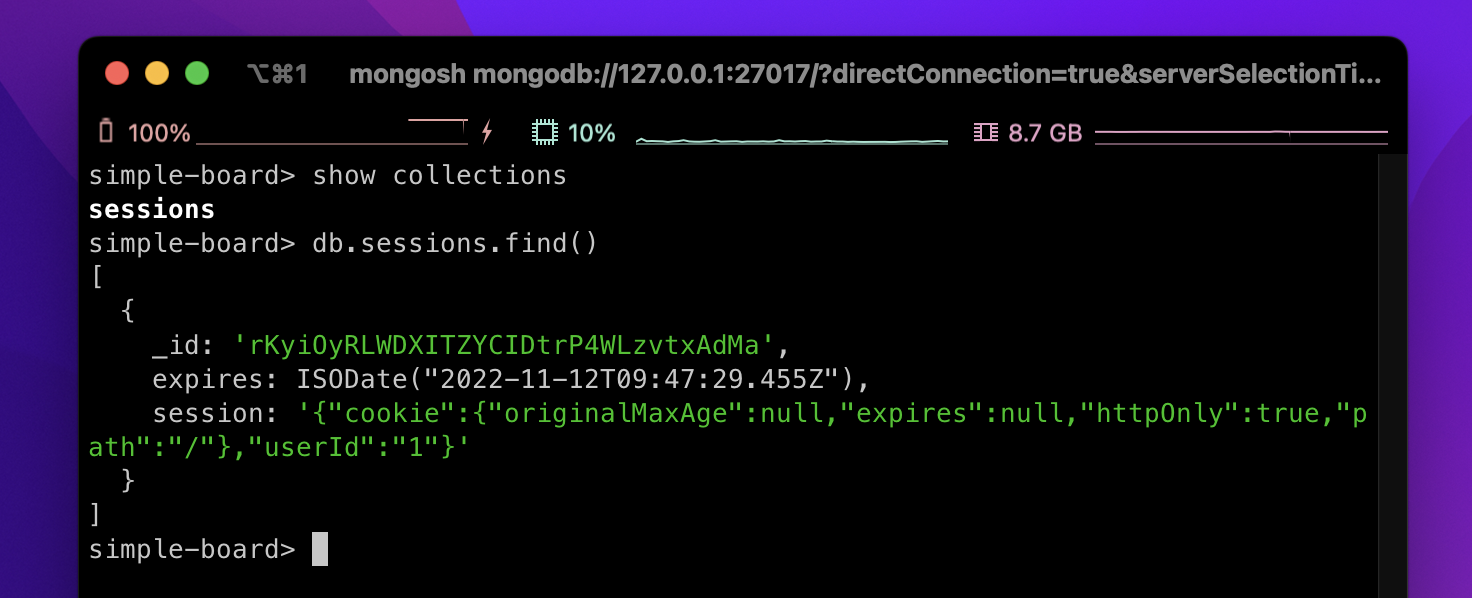 ⌥⌘1 mongosh mongodb://127.0.0.1:27017/?directConnection=true&serverSelectionTi...
100% 10% 8.7 GB
simple-board> show collections
sessions
simple-board> db.sessions.find()
[
  {
    _id: 'rKyiOyRLWDXITZYCIDtrP4WLzvtxAdMa',
    expires: ISODate("2022-11-12T09:47:29.455Z"),
    session: '{"cookie":{"originalMaxAge":null,"expires":null,"httpOnly":true,"p
ath":"/"},"userId":"1"}'
  }
]
simple-board>